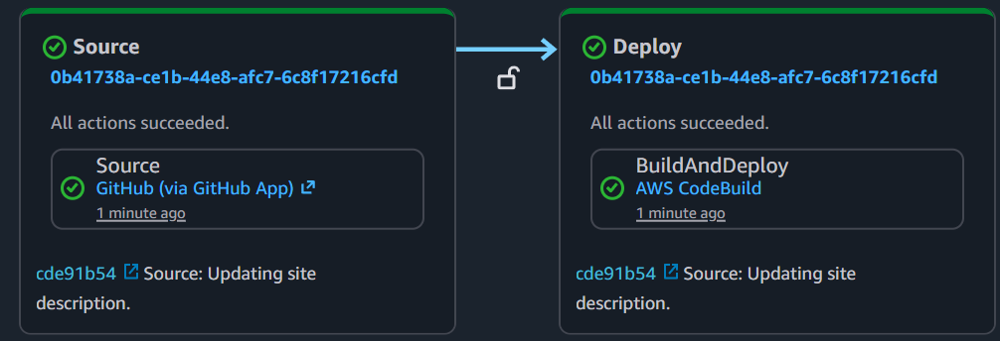 Source
0b41738a-ce1b-44e8-afc7-6c8f17216cfd
All actions succeeded.
Source
GitHub (via GitHub App)
1 minute ago
cde91b54 Source: Updating site
description.
Deploy
0b41738a-ce1b-44e8-afc7-6c8f17216cfd
All actions succeeded.
BuildAndDeploy
AWS CodeBuild
1 minute ago
cde91b54 Source: Updating site
description.